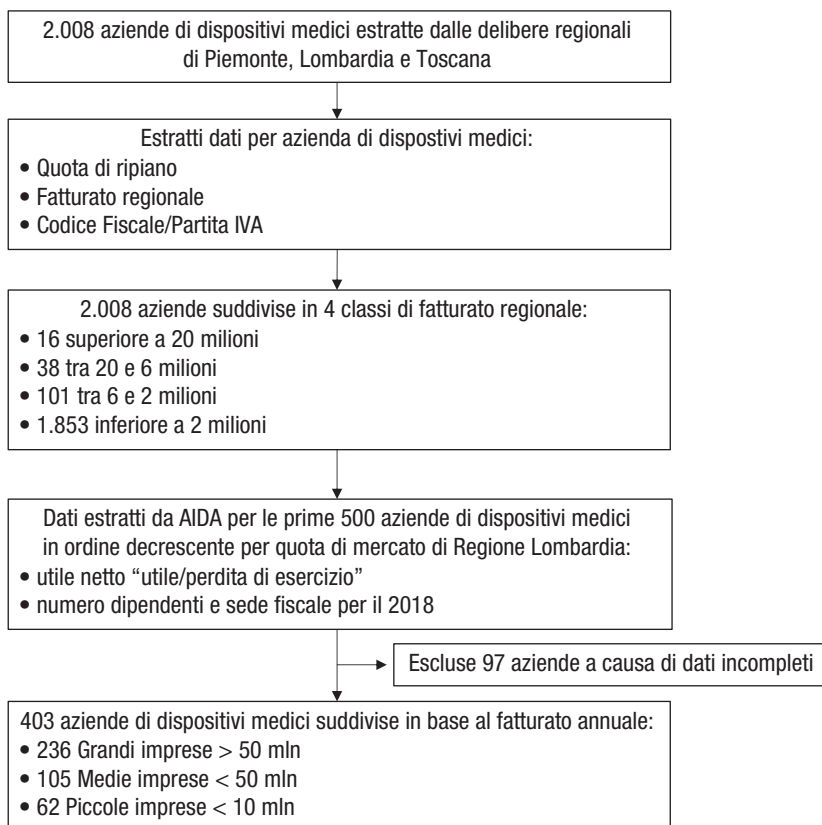 2.008 aziende di dispositivi medici estratte dalle delibere regionali
di Piemonte, Lombardia e Toscana
Estratti dati per azienda di dispostivi medici:
• Quota di ripiano
• Fatturato regionale
• Codice Fiscale/Partita IVA
2.008 aziende suddivise in 4 classi di fatturato regionale:
• 16 superiore a 20 milioni
• 38 tra 20 e 6 milioni
• 101 tra 6 e 2 milioni
• 1.853 inferiore a 2 milioni
Dati estratti da AIDA per le prime 500 aziende di dispositivi medici
in ordine decrescente per quota di mercato di Regione Lombardia:
• utile netto “utile/perdita di esercizio”
• numero dipendenti e sede fiscale per il 2018
Escluse 97 aziende a causa di dati incompleti
403 aziende di dispositivi medici suddivise in base al fatturato annuale:
• 236 Grandi imprese > 50 mln
• 105 Medie imprese < 50 mln
• 62 Piccole imprese < 10 mln